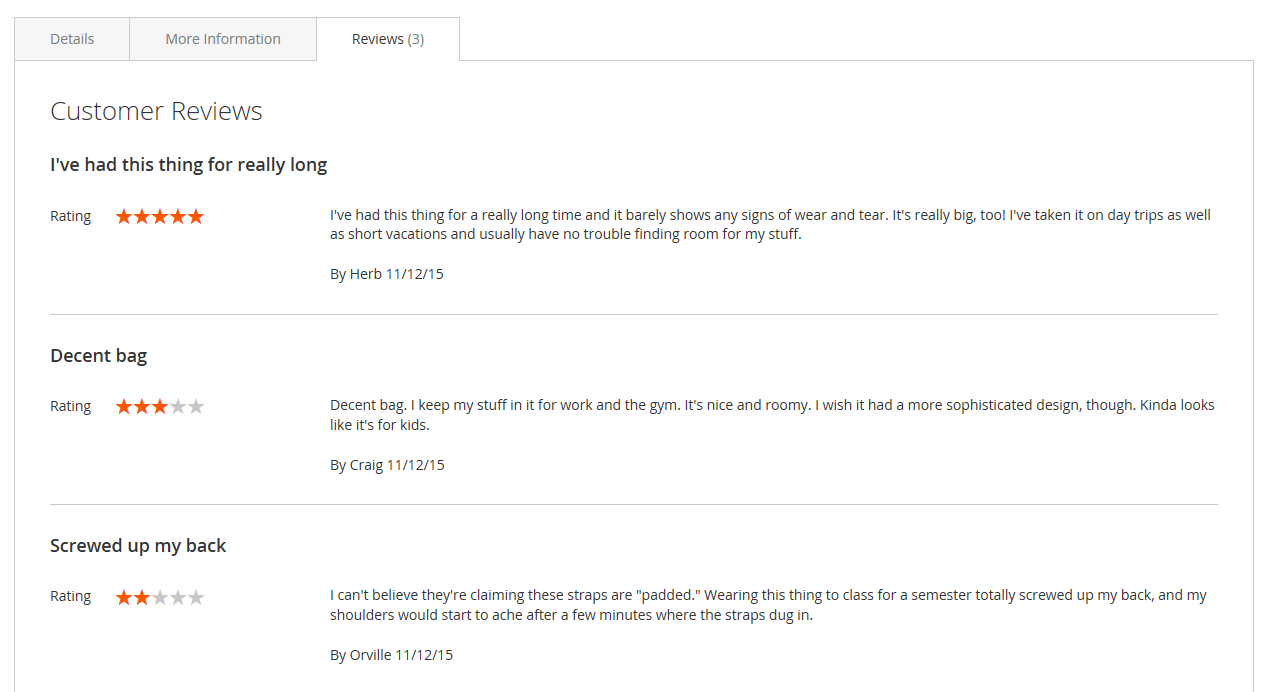 Details
More Information
Reviews (3)
Customer Reviews
I've had this thing for really long
Rating
I've had this thing for a really long time and it barely shows any signs of wear and tear. It's really big, too! I've taken it on day trips as well
as short vacations and usually have no trouble finding room for my stuff.
By Herb 11/12/15
Decent bag
Rating
Decent bag. I keep my stuff in it for work and the gym. It's nice and roomy. I wish it had a more sophisticated design, though. Kinda looks
like it's for kids.
By Craig 11/12/15
Screwed up my back
Rating
I can't believe they're claiming these straps are "padded." Wearing this thing to class for a semester totally screwed up my back, and my
shoulders would start to ache after a few minutes where the straps dug in.
By Orville 11/12/15